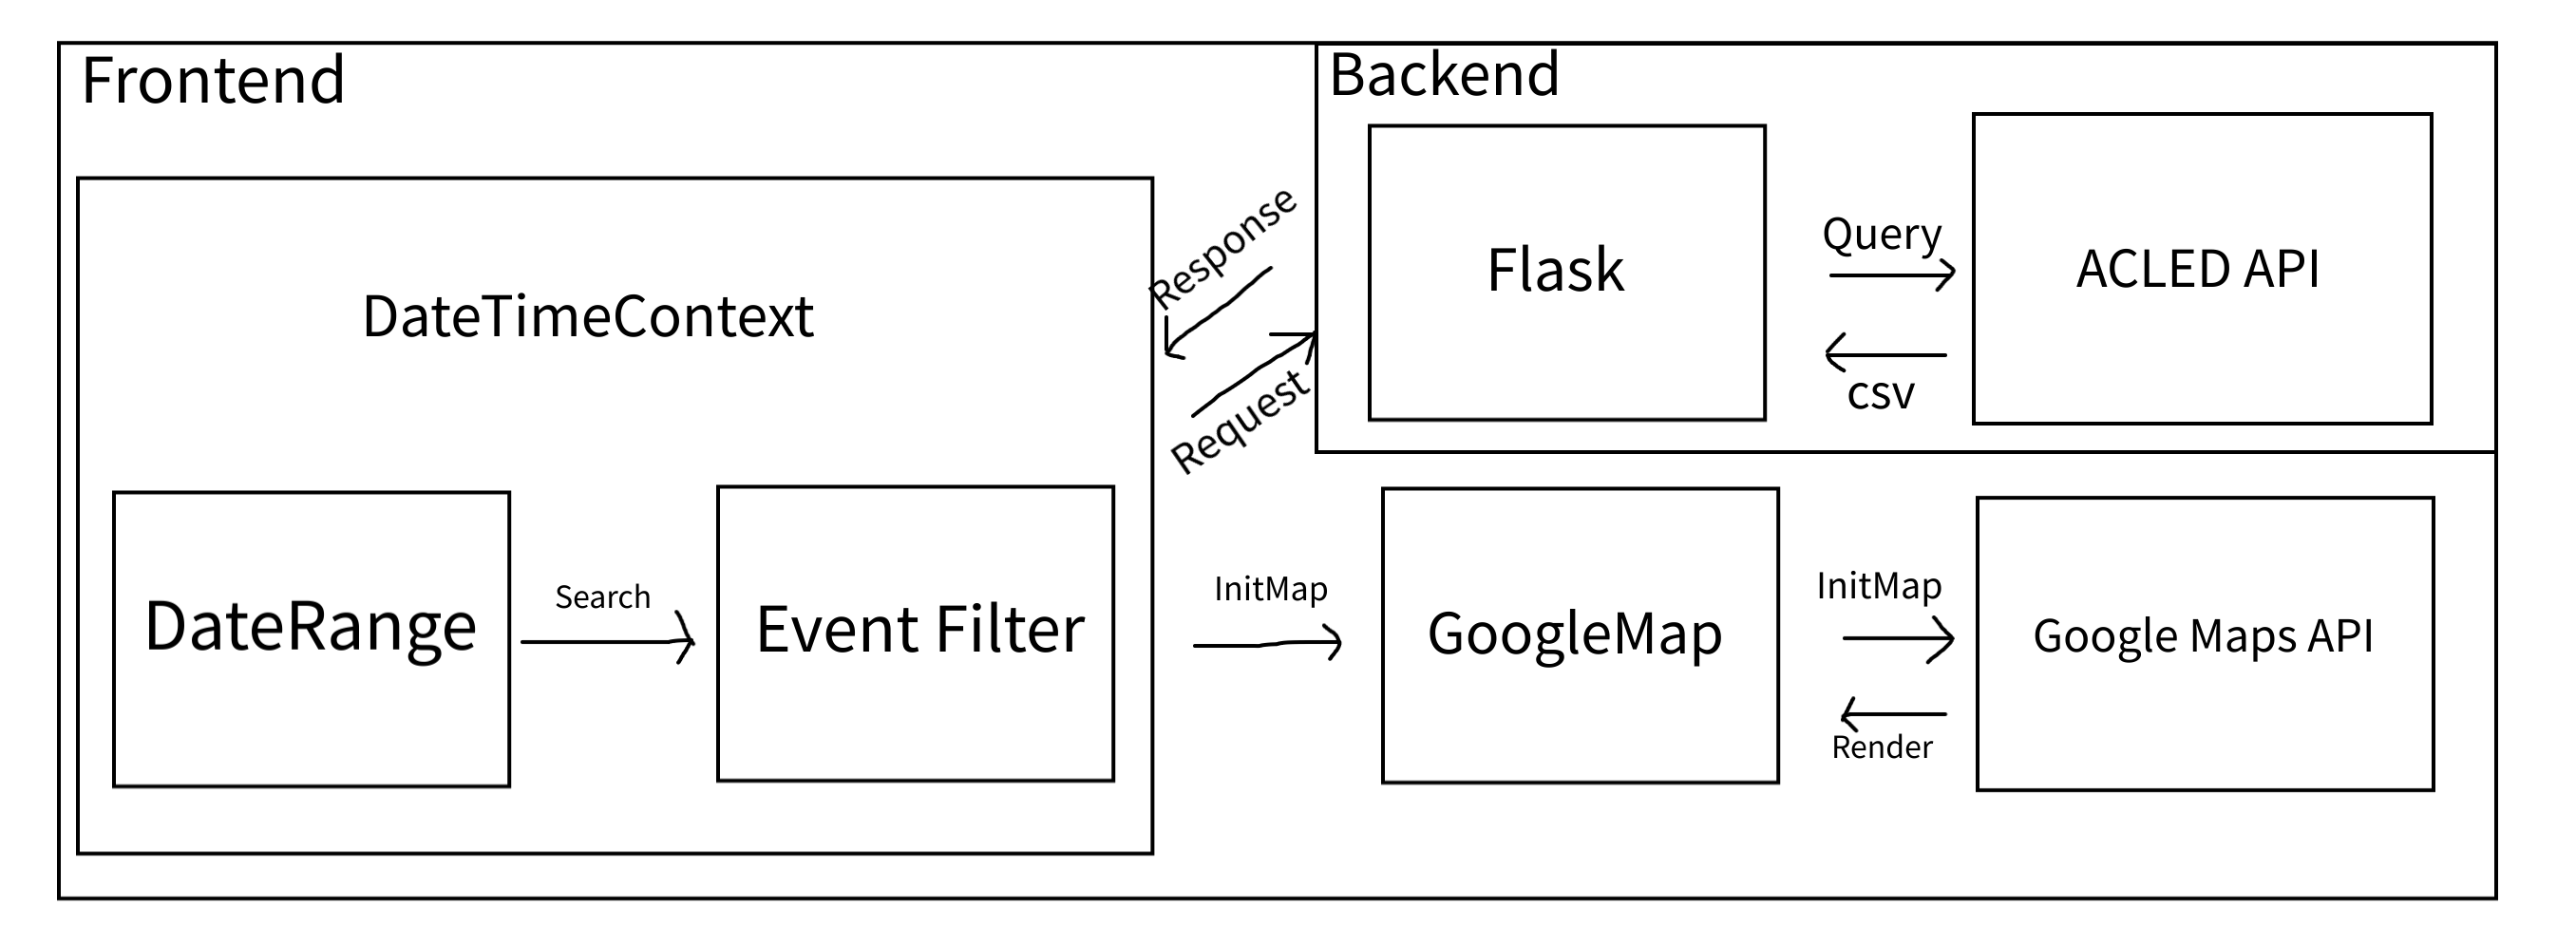 Frontend
Backend
DateTimeContext
Response
Request
Flask
Query
csv
ACLED API
DateRange
Search
Event Filter
InitMap
GoogleMap
InitMap
Render
Google Maps API